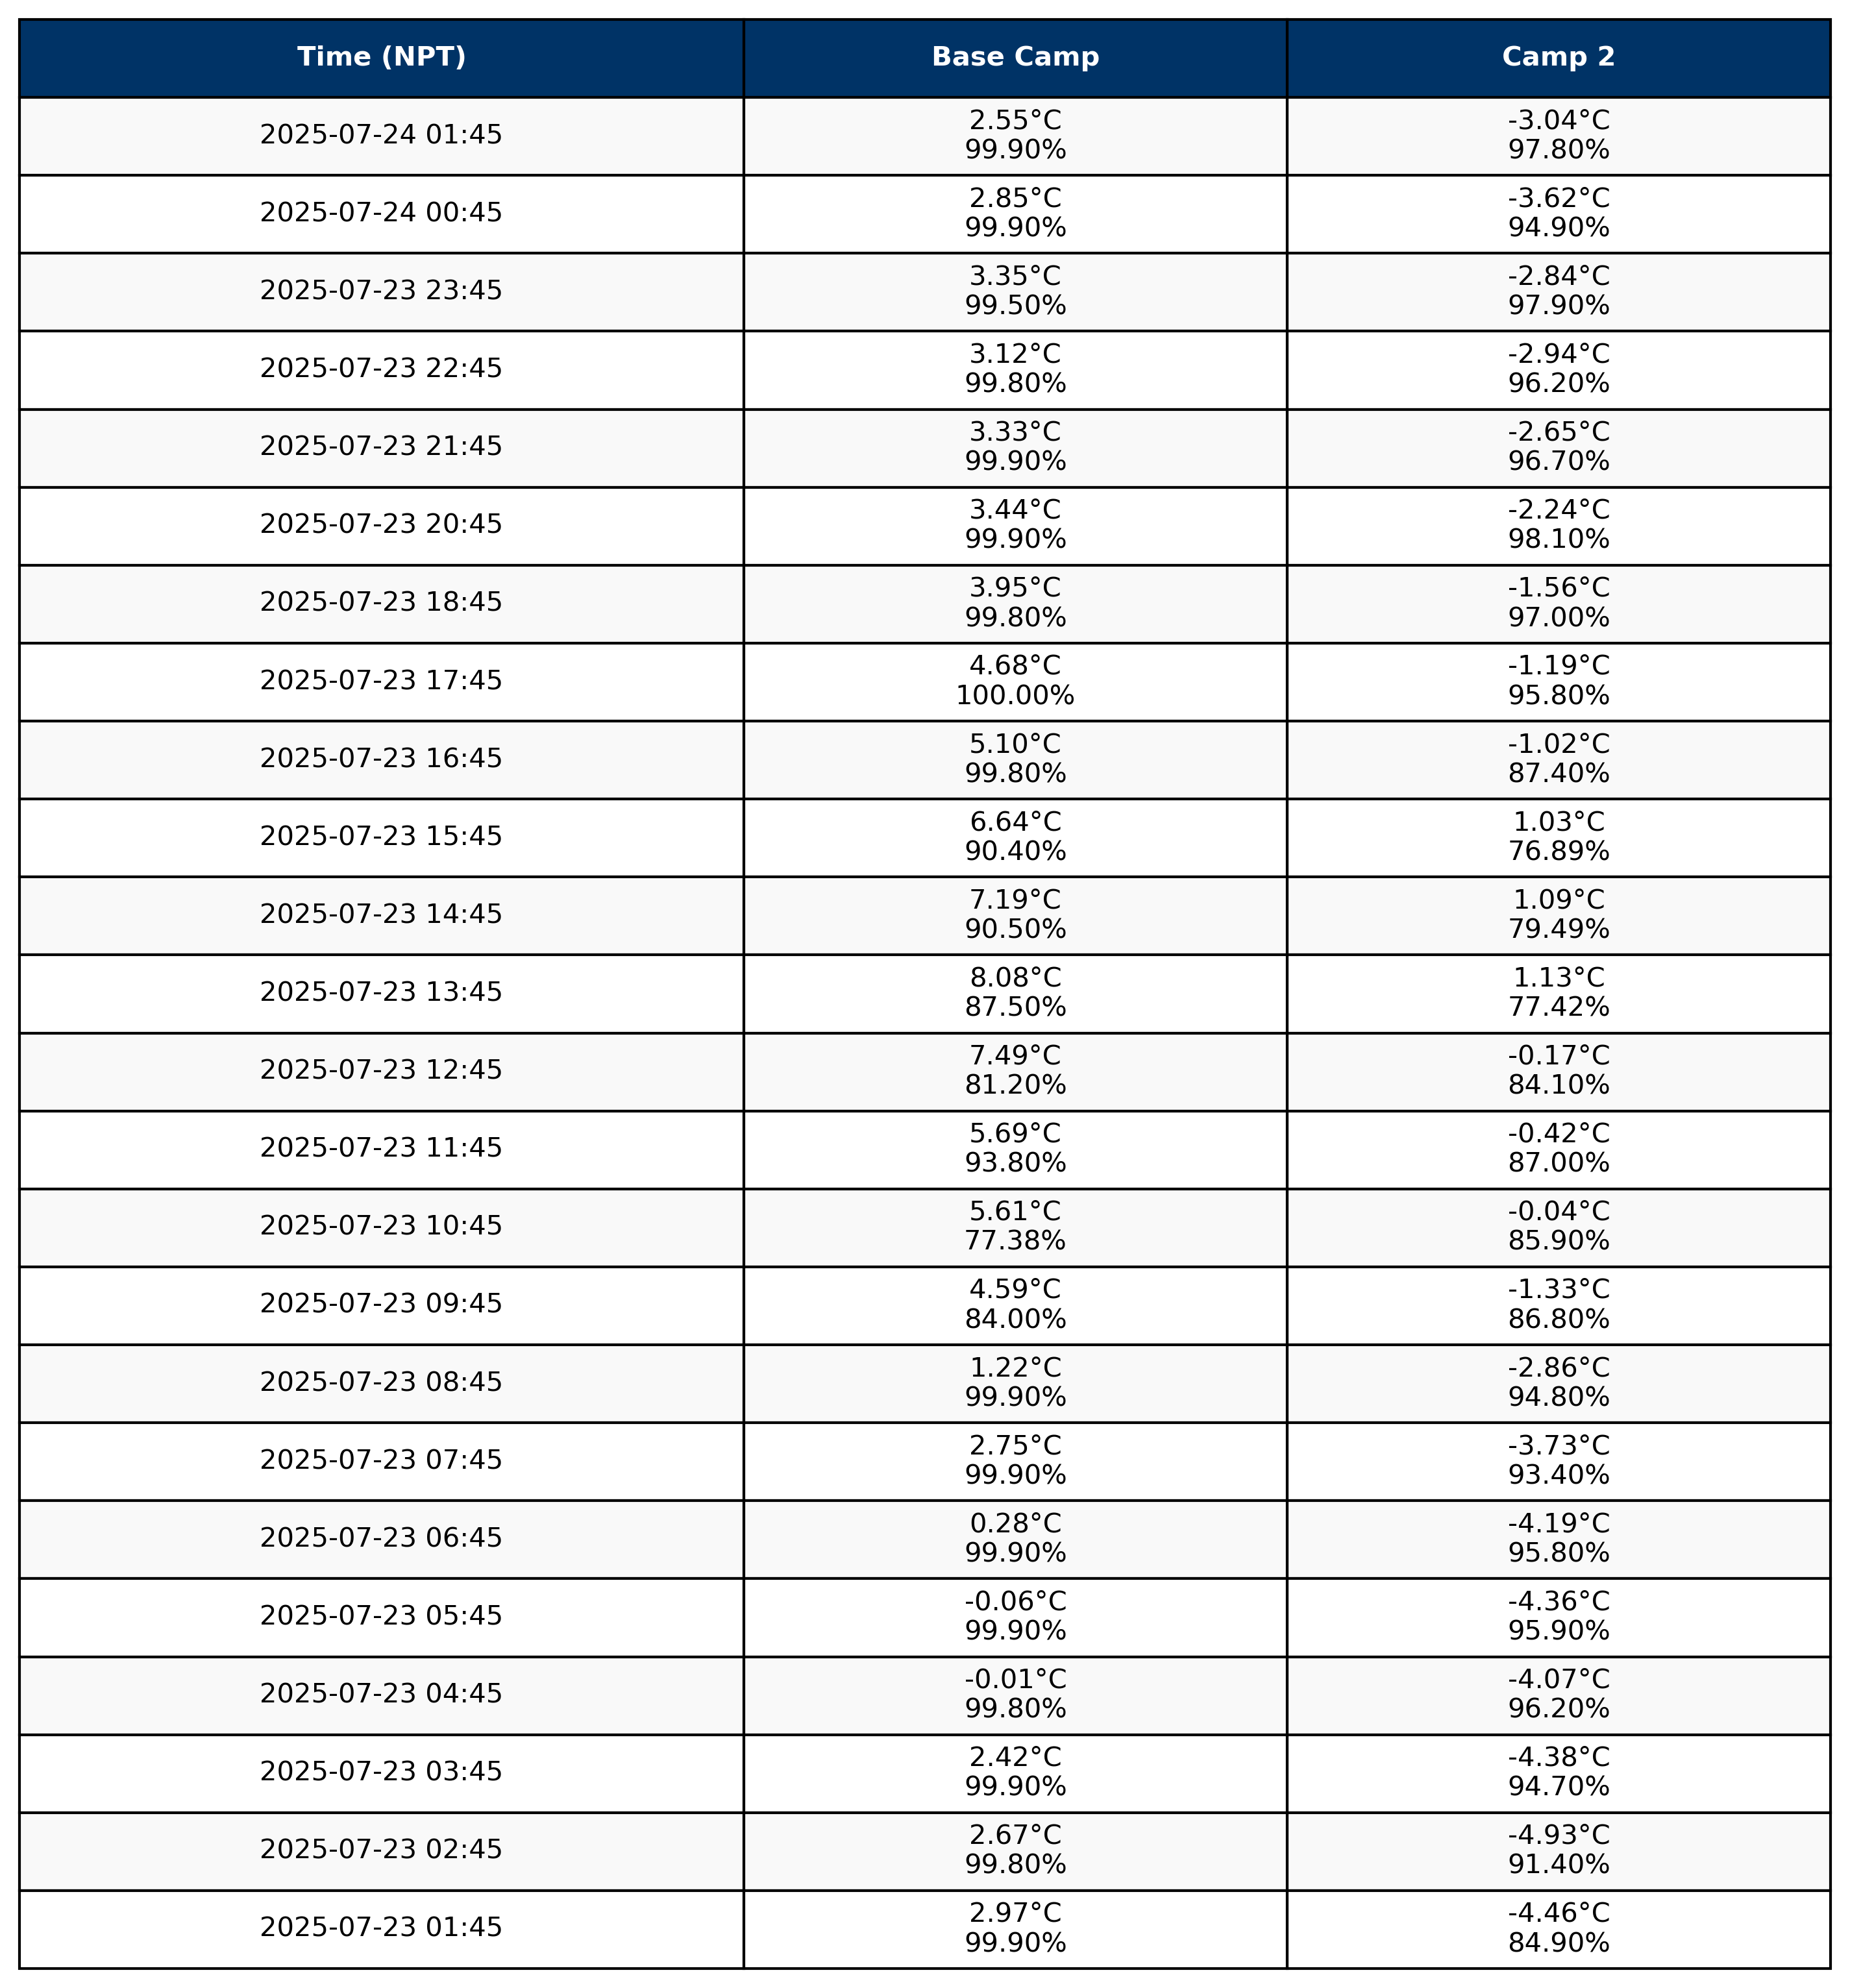 Time (NPT) Base Camp Camp 2
2025-07-24 01:45 2.55°C -3.04°C
99.90% 97.80%
2025-07-24 00:45 2.85°C -3.62°C
99.90% 94.90%
2025-07-23 23:45 3.35°C -2.84°C
99.50% 97.90%
2025-07-23 22:45 3.12°C -2.94°C
99.80% 96.20%
2025-07-23 21:45 3.33°C -2.65°C
99.90% 96.70%
2025-07-23 20:45 3.44°C -2.24°C
99.90% 98.10%
2025-07-23 18:45 3.95°C -1.56°C
99.80% 97.00%
2025-07-23 17:45 4.68°C -1.19°C
100.00% 95.80%
2025-07-23 16:45 5.10°C -1.02°C
99.80% 87.40%
2025-07-23 15:45 6.64°C 1.03°C
90.40% 76.89%
2025-07-23 14:45 7.19°C 1.09°C
90.50% 79.49%
2025-07-23 13:45 8.08°C 1.13°C
87.50% 77.42%
2025-07-23 12:45 7.49°C -0.17°C
81.20% 84.10%
2025-07-23 11:45 5.69°C -0.42°C
93.80% 87.00%
2025-07-23 10:45 5.61°C -0.04°C
77.38% 85.90%
2025-07-23 09:45 4.59°C -1.33°C
84.00% 86.80%
2025-07-23 08:45 1.22°C -2.86°C
99.90% 94.80%
2025-07-23 07:45 2.75°C -3.73°C
99.90% 93.40%
2025-07-23 06:45 0.28°C -4.19°C
99.90% 95.80%
2025-07-23 05:45 -0.06°C -4.36°C
99.90% 95.90%
2025-07-23 04:45 -0.01°C -4.07°C
99.80% 96.20%
2025-07-23 03:45 2.42°C -4.38°C
99.90% 94.70%
2025-07-23 02:45 2.67°C -4.93°C
99.80% 91.40%
2025-07-23 01:45 2.97°C -4.46°C
99.90% 84.90%